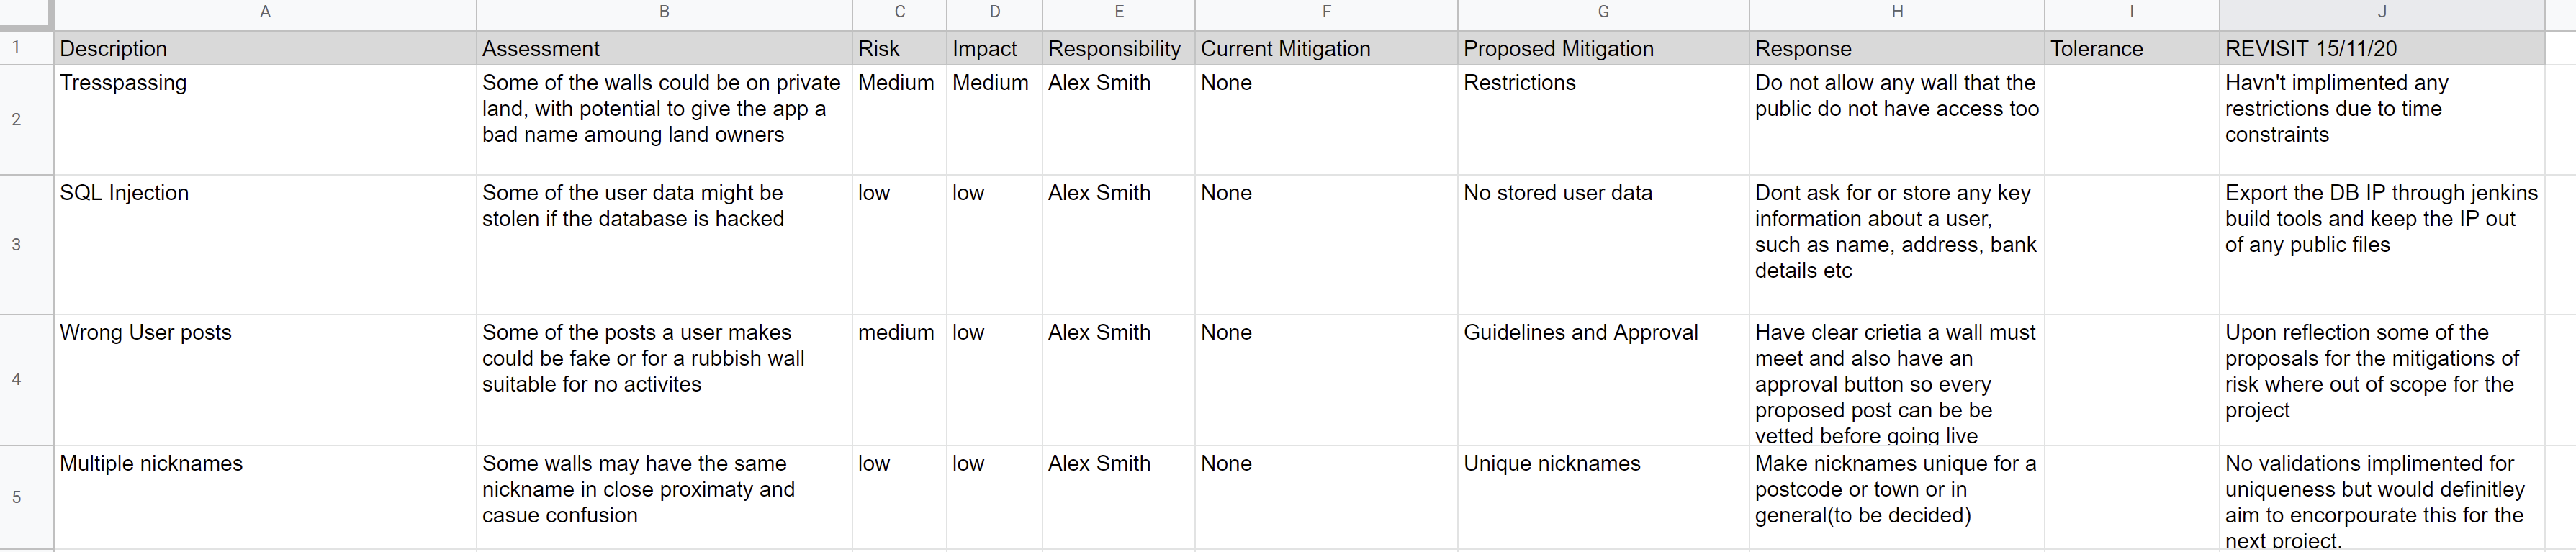 A B C D E F G H I J
1 Description Assessment Risk Impact Responsibility Current Mitigation Proposed Mitigation Response Tolerance REVISIT 15/11/20
2
Tresspassing
Some of the walls could be on private
land, with potential to give the app a
bad name amoung land owners
Medium
Medium
Alex Smith
None
Restrictions
Do not allow any wall that the
public do not have access too
Havn't implimented any
restrictions due to time
constraints
3
SQL Injection
Some of the user data might be
stolen if the database is hacked
low
low
Alex Smith
None
No stored user data
Dont ask for or store any key
information about a user,
such as name, address, bank
details etc
Export the DB IP through jenkins
build tools and keep the IP out
of any public files
4
Wrong User posts
Some of the posts a user makes
could be fake or for a rubbish wall
suitable for no activites
medium
low
Alex Smith
None
Guidelines and Approval
Have clear crietia a wall must
meet and also have an
approval button so every
proposed post can be be
vetted before going live
Upon reflection some of the
proposals for the mitigations of
risk where out of scope for the
project
5
Multiple nicknames
Some walls may have the same
nickname in close proximaty and
casue confusion
low
low
Alex Smith
None
Unique nicknames
Make nicknames unique for a
postcode or town or in
general(to be decided)
No validations implimented for
uniqueness but would definitley
aim to encorpourate this for the
next project.